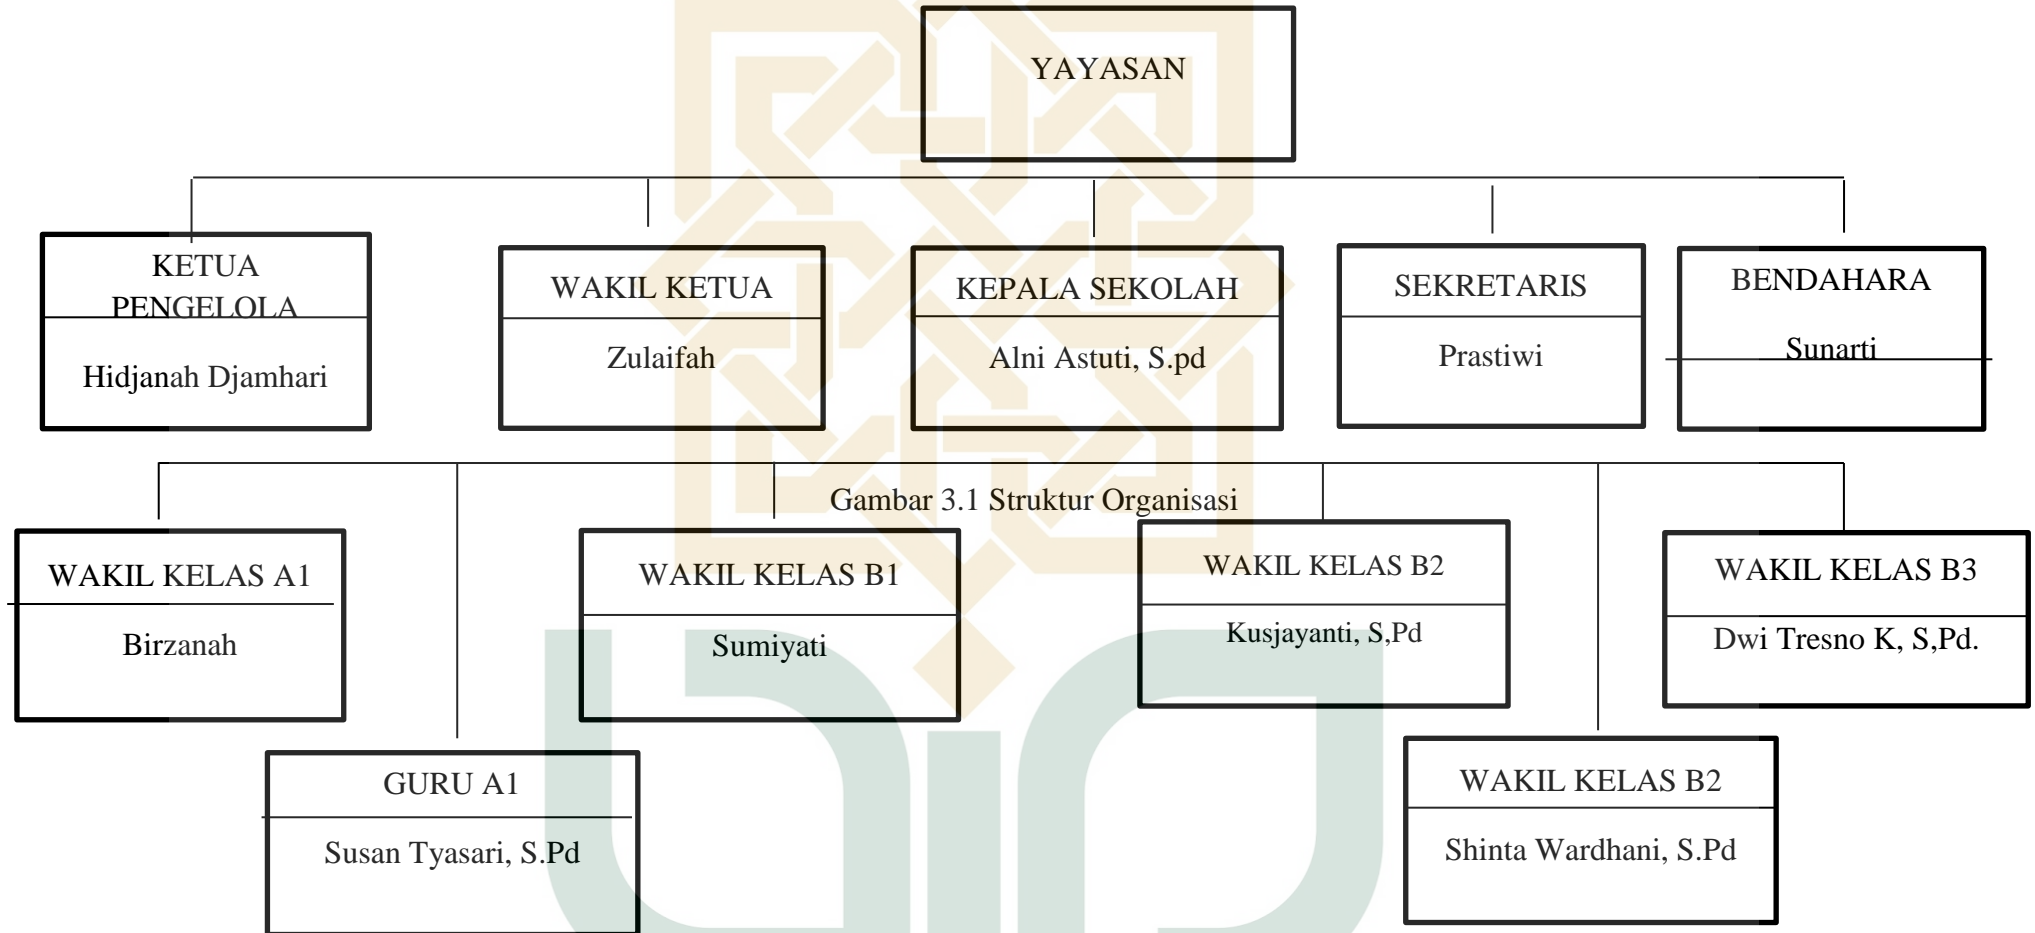 YAYASAN
KETUA
PENGELOLA
Hidjanah Djamhari
WAKIL KETUA
Zulaifah
KEPALA SEKOLAH
Alni Astuti, S.pd
SEKRETARIS
Prastiwi
BENDAHARA
Sunarti
Gambar 3.1 Struktur Organisasi
WAKIL KELAS A1
Birzanah
WAKIL KELAS B1
Sumiyati
WAKIL KELAS B2
Kusjayanti, S,Pd
WAKIL KELAS B3
Dwi Tresno K, S,Pd.
GURU A1
Susan Tyasari, S.Pd
WAKIL KELAS B2
Shinta Wardhani, S.Pd